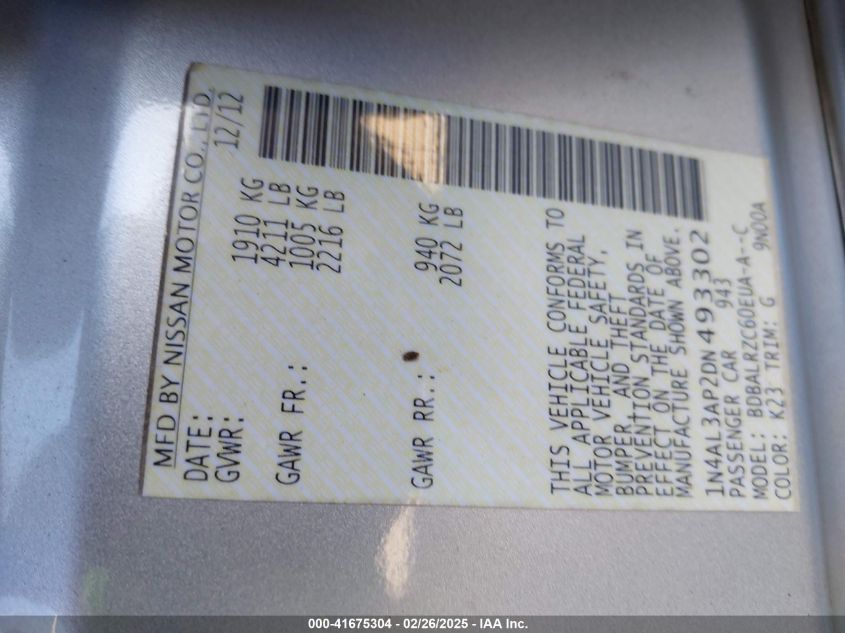 MFD BY NISSAN MOTOR CO., LTD.
DATE: 12/12
GVWR: 1910 KG
4211 LB
GAWR FR.: 1005 KG
2216 LB
GAWR RR.: 940 KG
2072 LB
THIS VEHICLE CONFORMS TO
ALL APPLICABLE FEDERAL
MOTOR VEHICLE SAFETY,
BUMPER AND THEFT
PREVENTION STANDARDS IN
EFFECT ON THE DATE OF
MANUFACTURE SHOWN ABOVE.
1N4AL3AP2DN493302
PASSENGER CAR 943
MODEL: BDBALRZC60EUA-A--C
COLOR: K23 TRIM: G 9N00A
000-41675304 - 02/26/2025 - IAA Inc.